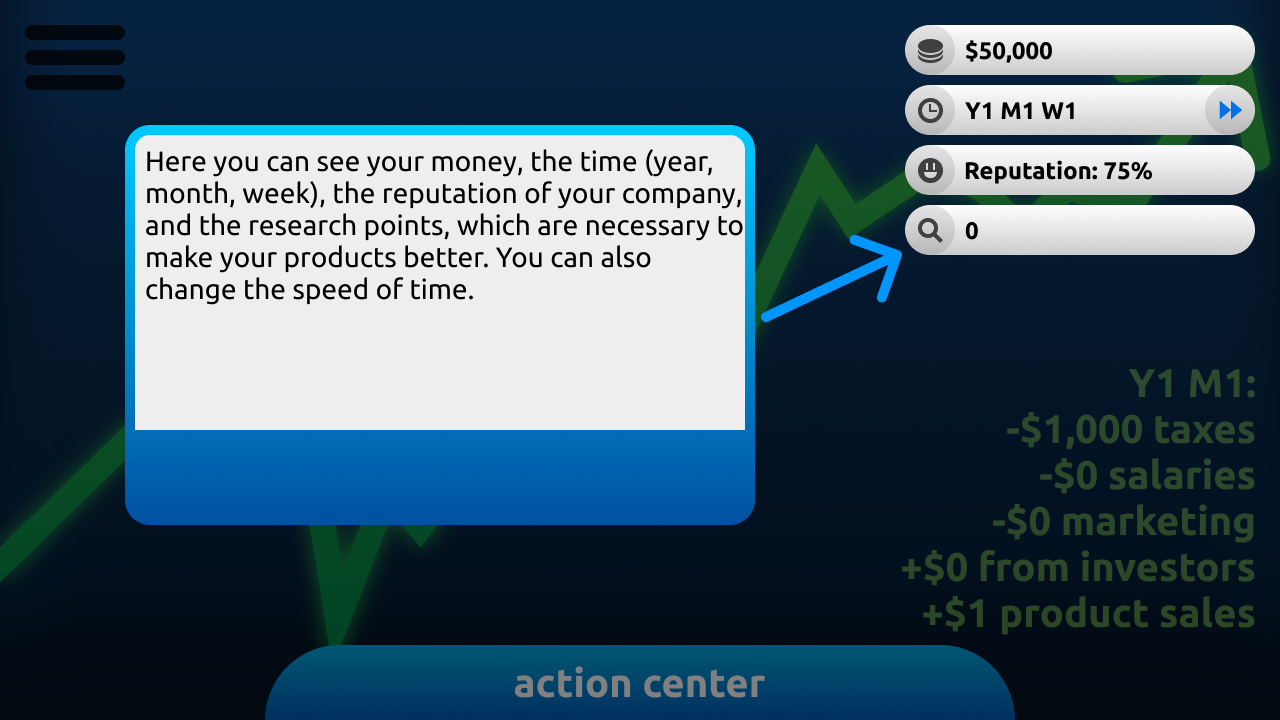 $50,000
Y1 M1 W1
Reputation: 75%
0
Here you can see your money, the time (year,
month, week), the reputation of your company,
and the research points, which are necessary to
make your products better. You can also
change the speed of time.
Y1 M1:
-$1,000 taxes
-$0 salaries
-$0 marketing
+$0 from investors
+$1 product sales
action center